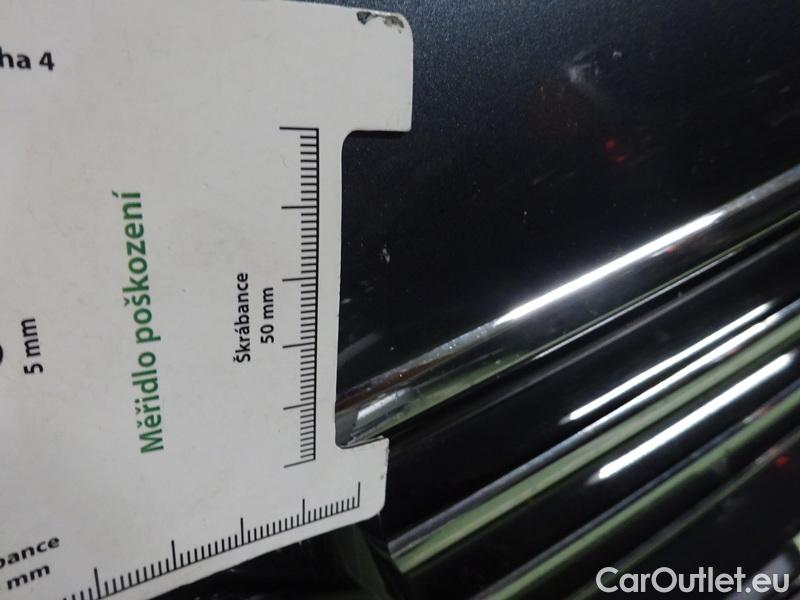 ha 4
Měřidlo poškození
Škrábance
50 mm
5 mm
bance
mm
CarOutlet.eu